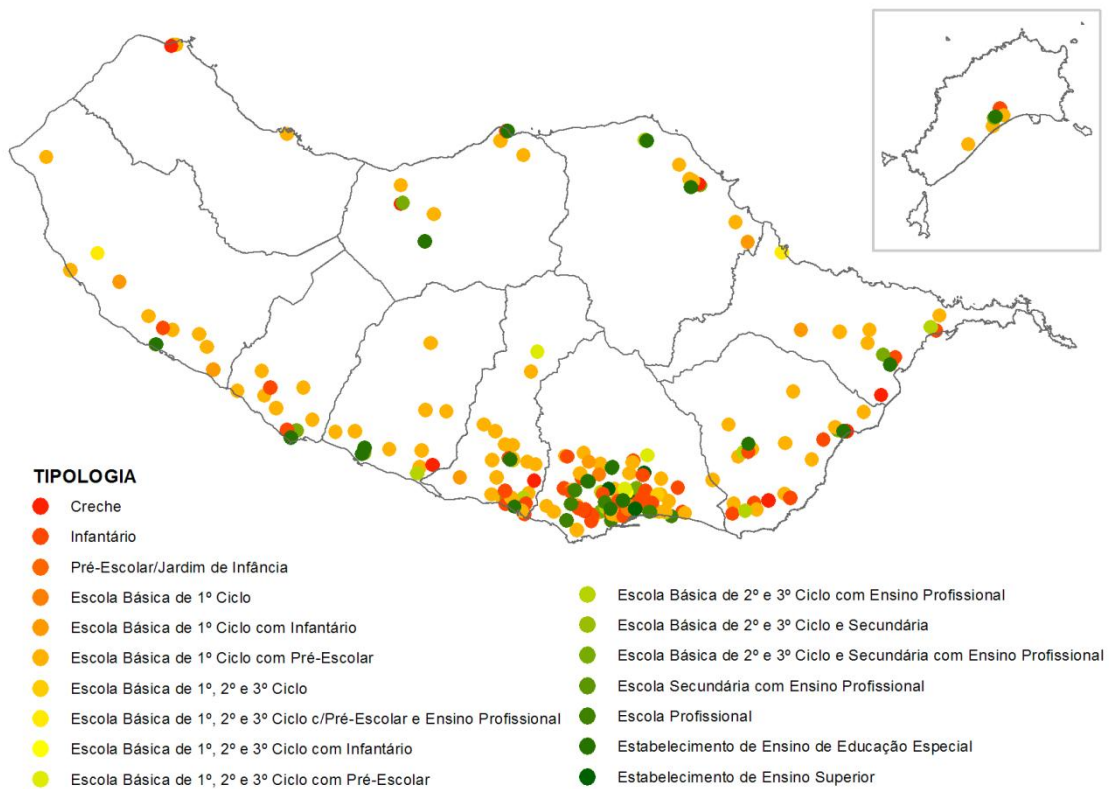 TIPOLOGIA
Creche
Infantário
Pré-Escolar/Jardim de Infância
Escola Básica de 1º Ciclo
Escola Básica de 1º Ciclo com Infantário
Escola Básica de 1º Ciclo com Pré-Escolar
Escola Básica de 1º, 2º e 3º Ciclo
Escola Básica de 1º, 2º e 3º Ciclo c/Pré-Escolar e Ensino Profissional
Escola Básica de 1º, 2º e 3º Ciclo com Infantário
Escola Básica de 1º, 2º e 3º Ciclo com Pré-Escolar
Escola Básica de 2º e 3º Ciclo com Ensino Profissional
Escola Básica de 2º e 3º Ciclo e Secundária
Escola Básica de 2º e 3º Ciclo e Secundária com Ensino Profissional
Escola Secundária com Ensino Profissional
Escola Profissional
Estabelecimento de Ensino de Educação Especial
Estabelecimento de Ensino Superior